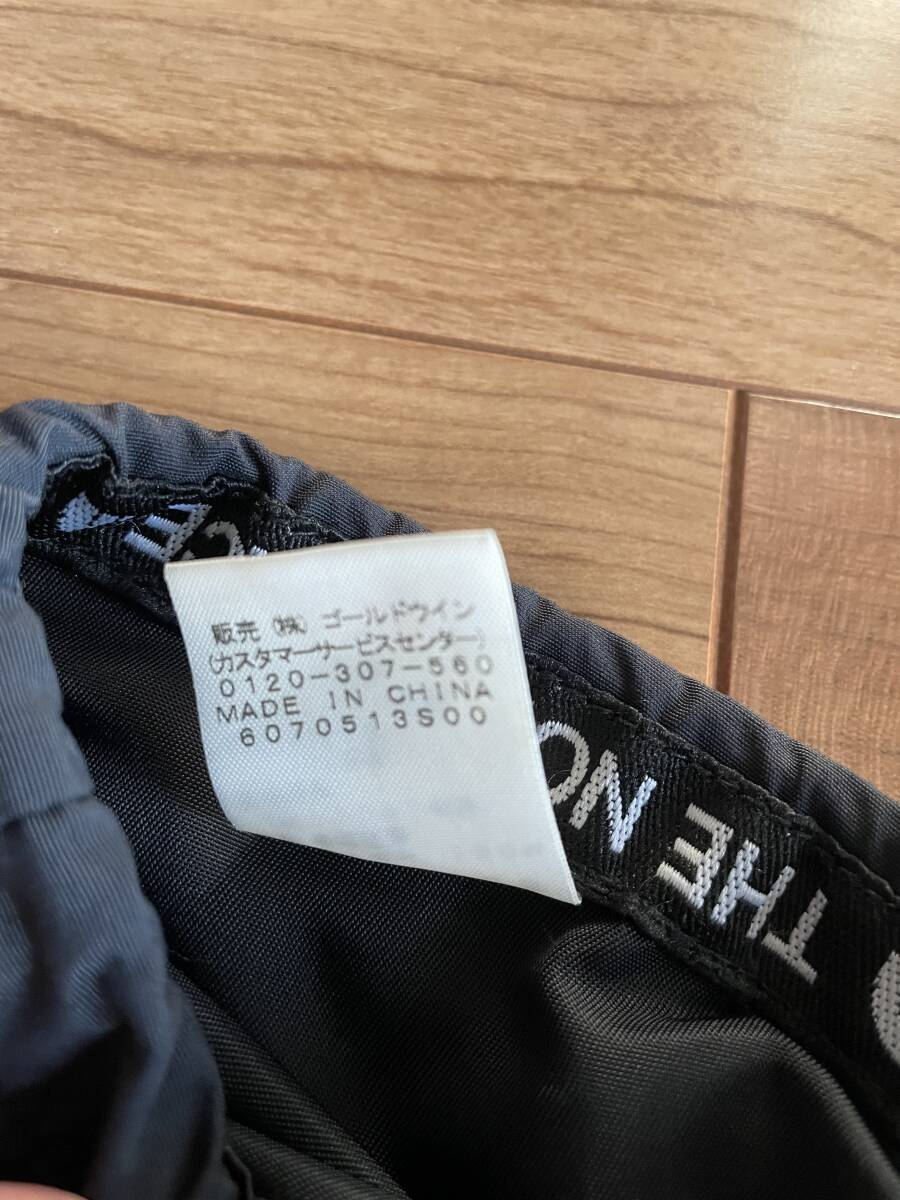 販売 (株) ゴールドウイン
(カスタマーサービスセンター)
0120-307-560
MADE IN CHINA
6070513S00
THE NO
CE